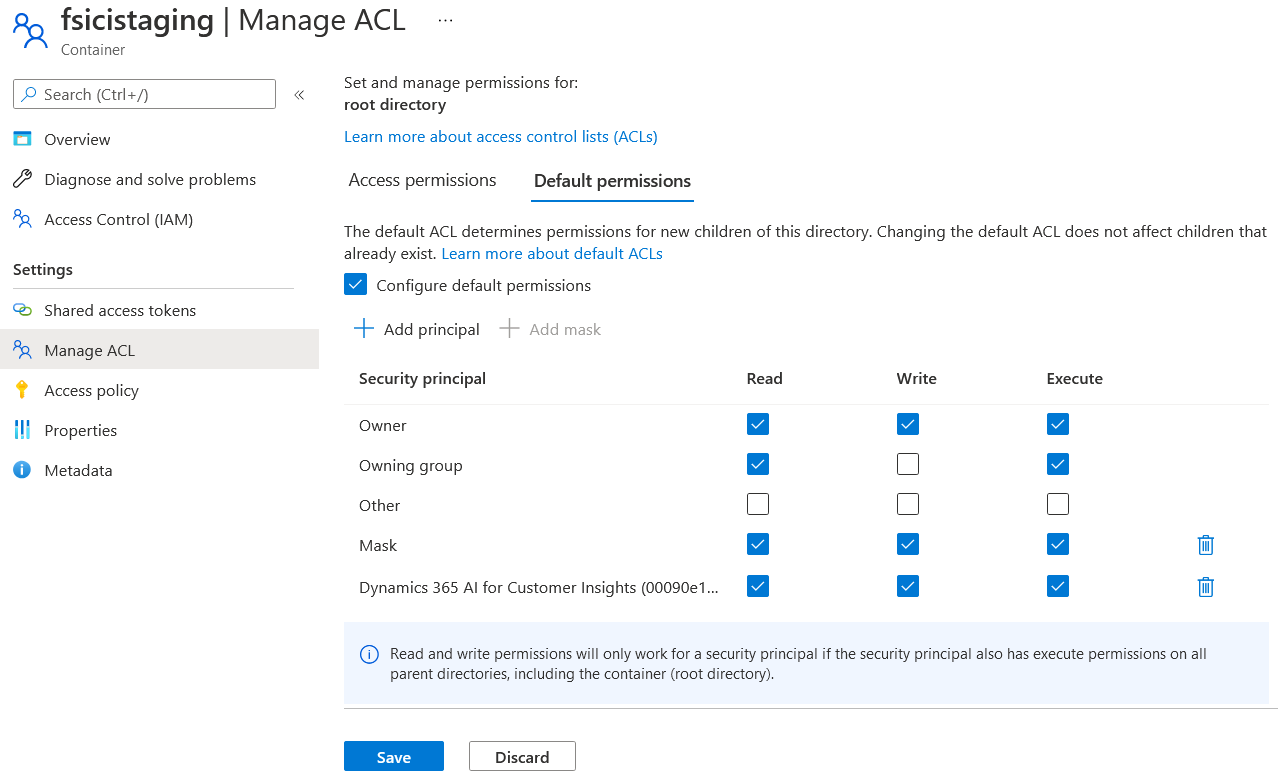 fsicistaging | Manage ACL ...
Container
Search (Ctrl+/)
«
Overview
Diagnose and solve problems
Access Control (IAM)
Settings
Shared access tokens
Manage ACL
Access policy
Properties
Metadata
Set and manage permissions for:
root directory
Learn more about access control lists (ACLs)
Access permissions Default permissions
The default ACL determines permissions for new children of this directory. Changing the default ACL does not affect children that
already exist. Learn more about default ACLs
Configure default permissions
Add principal Add mask
Security principal Read Write Execute
Owner
Owning group
Other
Mask
Dynamics 365 AI for Customer Insights (00090e1...
Read and write permissions will only work for a security principal if the security principal also has execute permissions on all
parent directories, including the container (root directory).
Save Discard